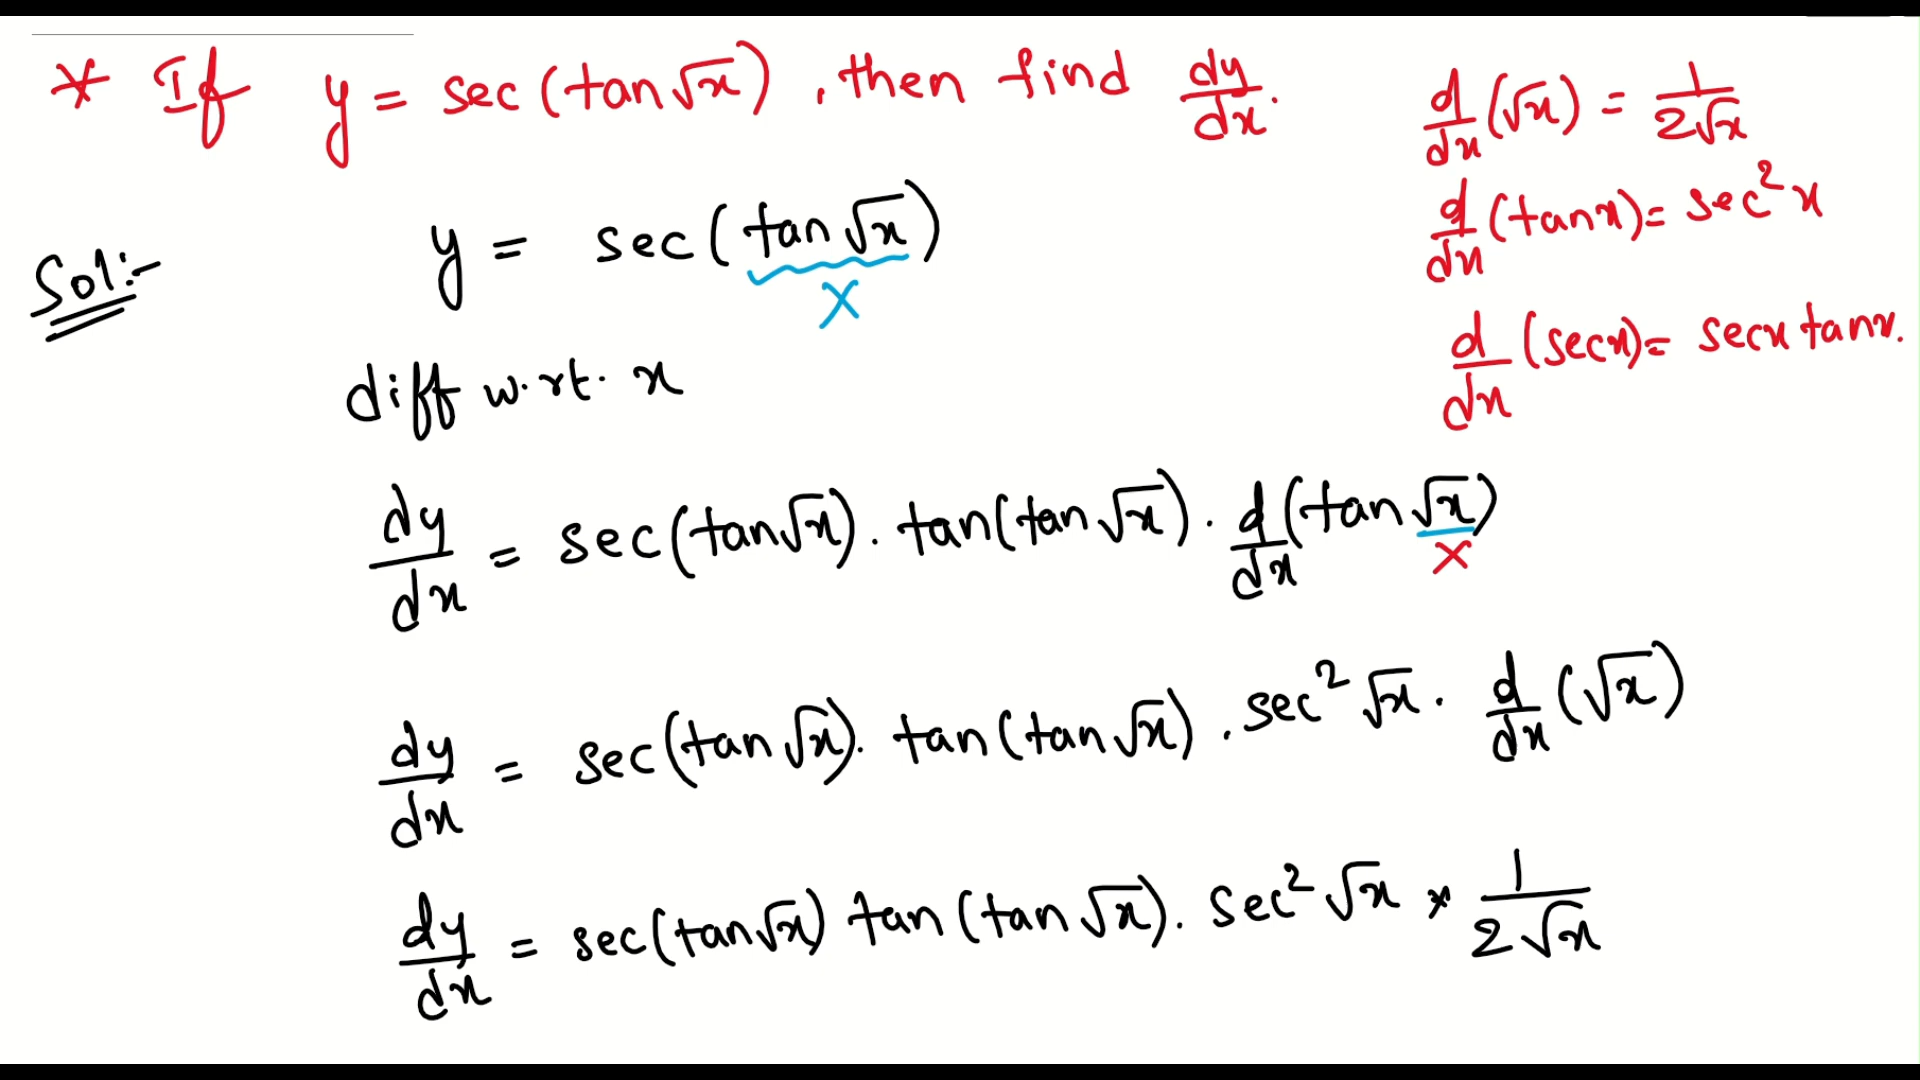 * If y = sec(tan√x), then find dy/dx.
d/dx (√x) = 1/2√x
d/dx (tanx) = sec²x
d/dx (secx) = secx tanx.
Sol:-
y = sec(tan√x)
x
diff w.r.t. x
dy/dx = sec(tan√x). tan(tan√x). d/dx (tan√x)
x
dy/dx = sec(tan√x). tan(tan√x). sec²√x. d/dx (√x)
dy/dx = sec(tan√x) tan(tan√x). sec²√x * 1/2√x